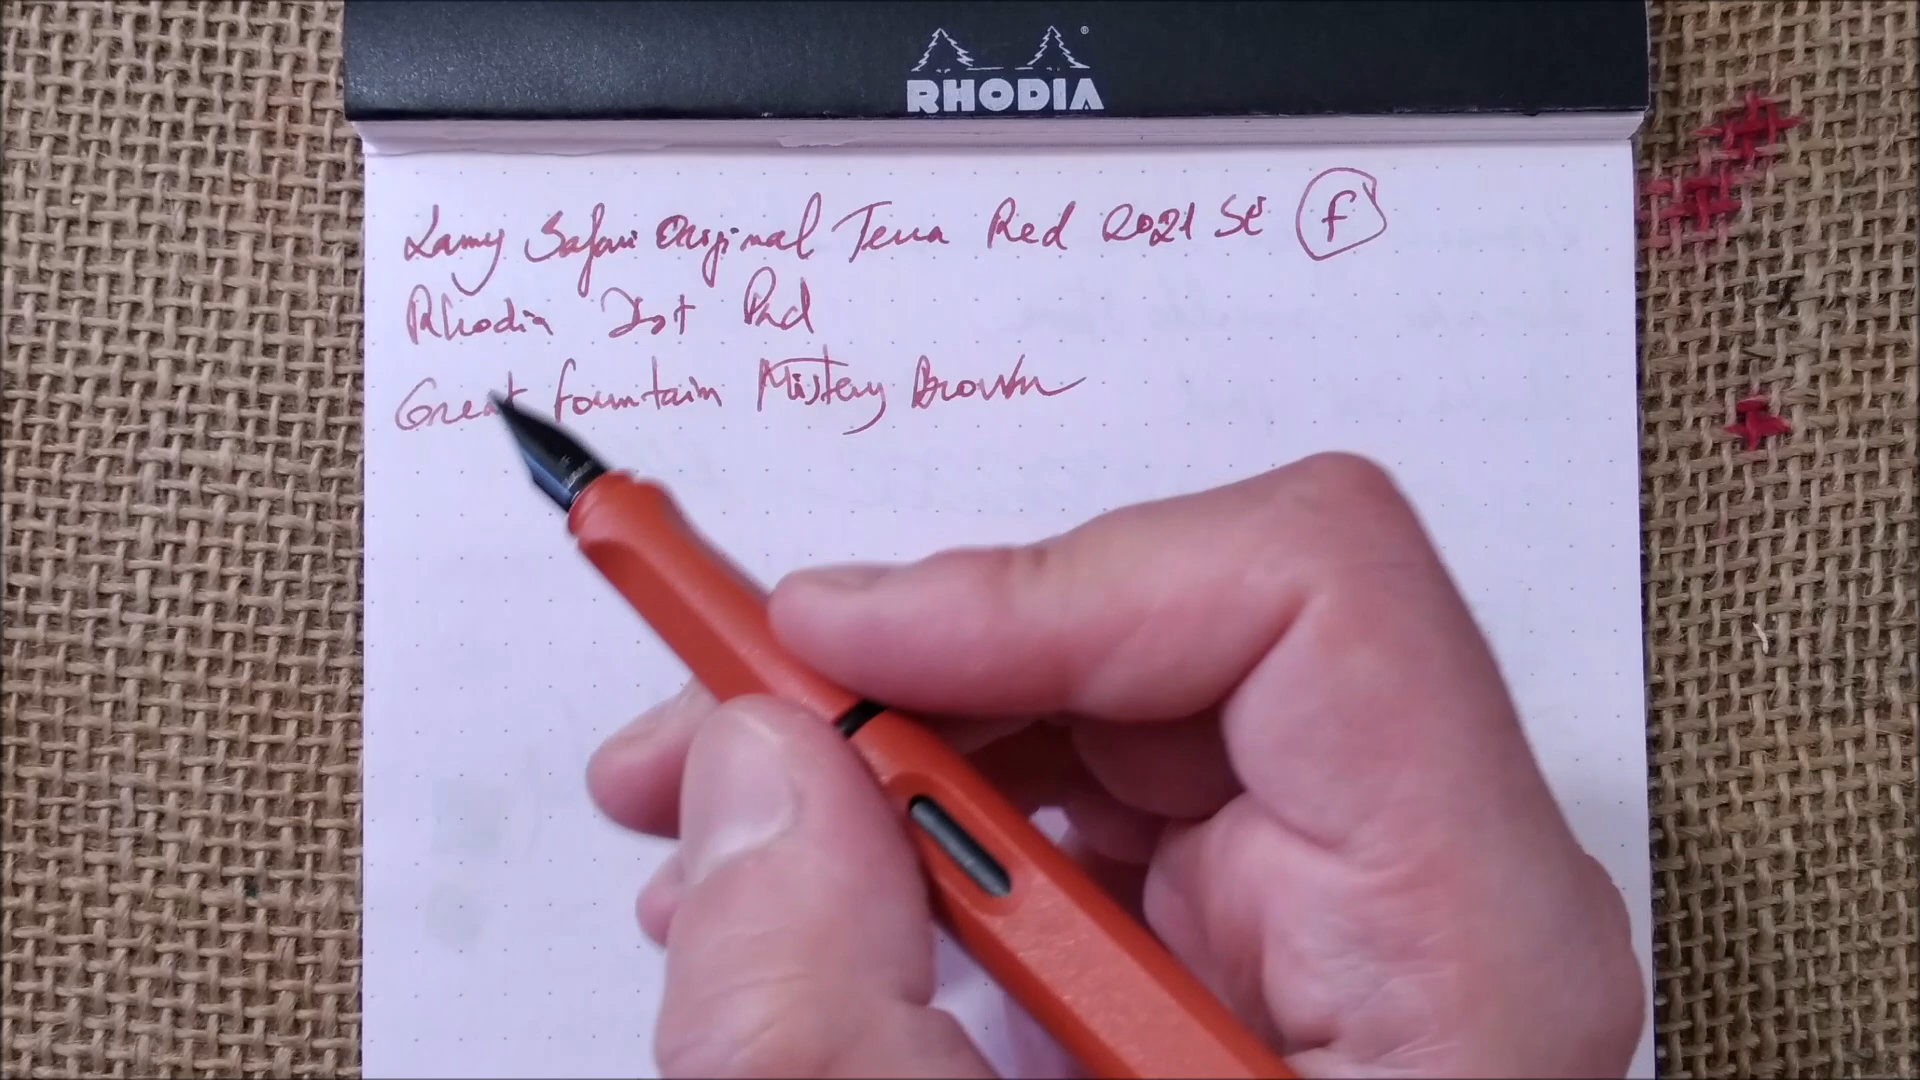 RHODIA
Lamy Safari Original Terra Red 2021 SE f
Rhodia Dot Pad
Great fountain Mistery Brown